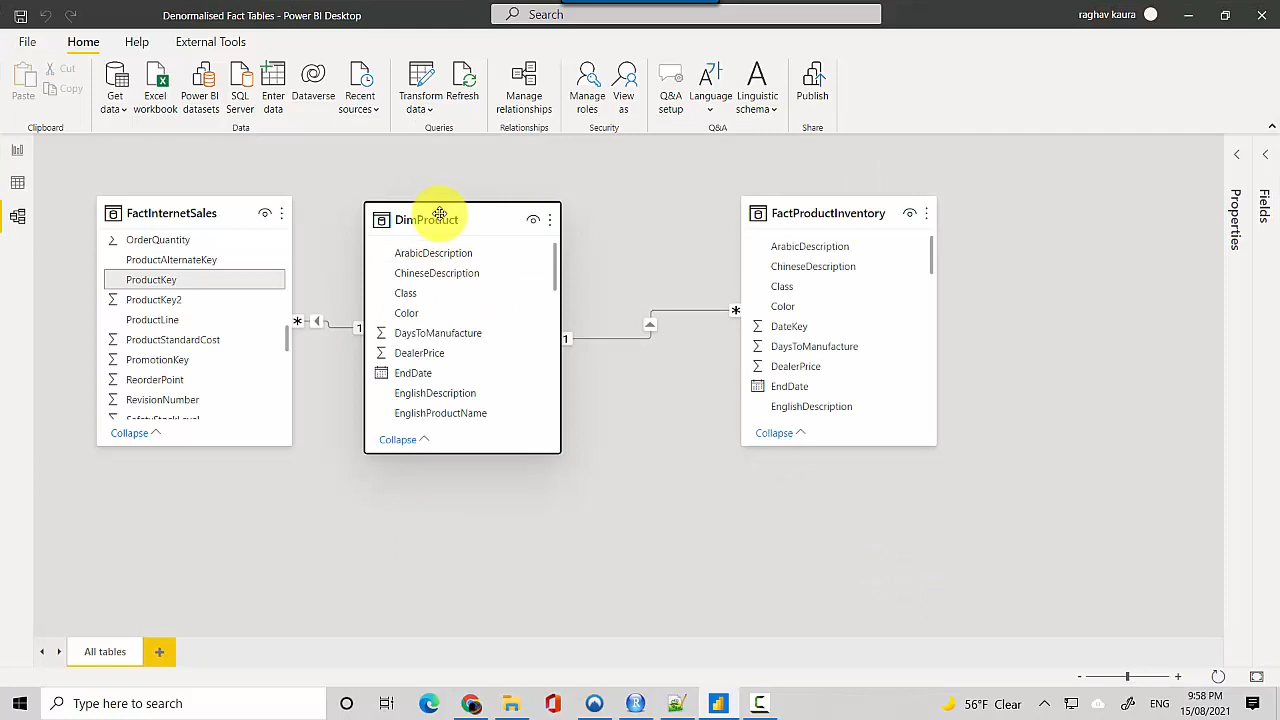 Denormalised Fact Tables - Power BI Desktop
Search
raghav kaura
File
Home
Help
External Tools
Paste
Cut
Copy
Clipboard
Get data
Excel workbook
Power BI datasets
SQL Server
Enter data
Dataverse
Recent sources
Data
Transform data
Refresh
Queries
Manage relationships
Relationships
Manage roles
View as
Security
Q&A setup
Language
Linguistic schema
Q&A
Publish
Share
FactInternetSales
OrderQuantity
ProductAlternateKey
ProductKey
ProductKey2
ProductLine
ProductStandardCost
PromotionKey
ReorderPoint
RevisionNumber
SafetyStockLevel
Collapse
* 1
DimProduct
ArabicDescription
ChineseDescription
Class
Color
DaysToManufacture
DealerPrice
EndDate
EnglishDescription
EnglishProductName
Collapse
1 *
FactProductInventory
ArabicDescription
ChineseDescription
Class
Color
DateKey
DaysToManufacture
DealerPrice
EndDate
EnglishDescription
Collapse
Properties
Fields
All tables
Type here to search
56°F Clear
ENG
9:58 PM
15/08/2021